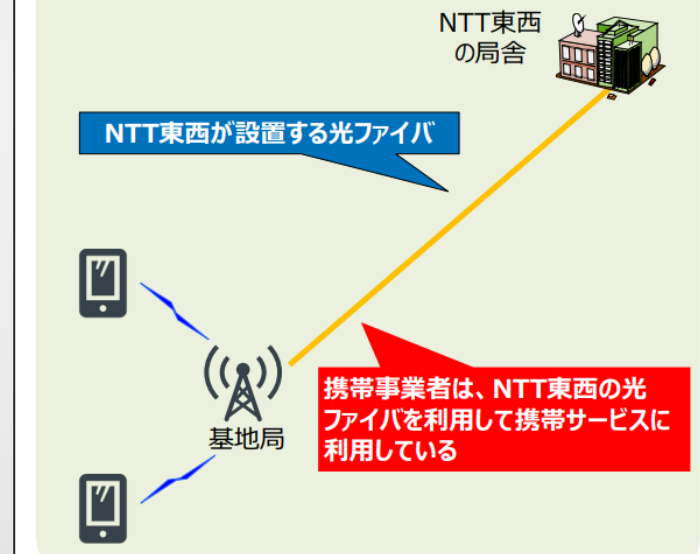 NTT東西
の局舎
NTT東西が設置する光ファイバ
携帯事業者は、NTT東西の光
ファイバを利用して携帯サービスに
利用している
基地局